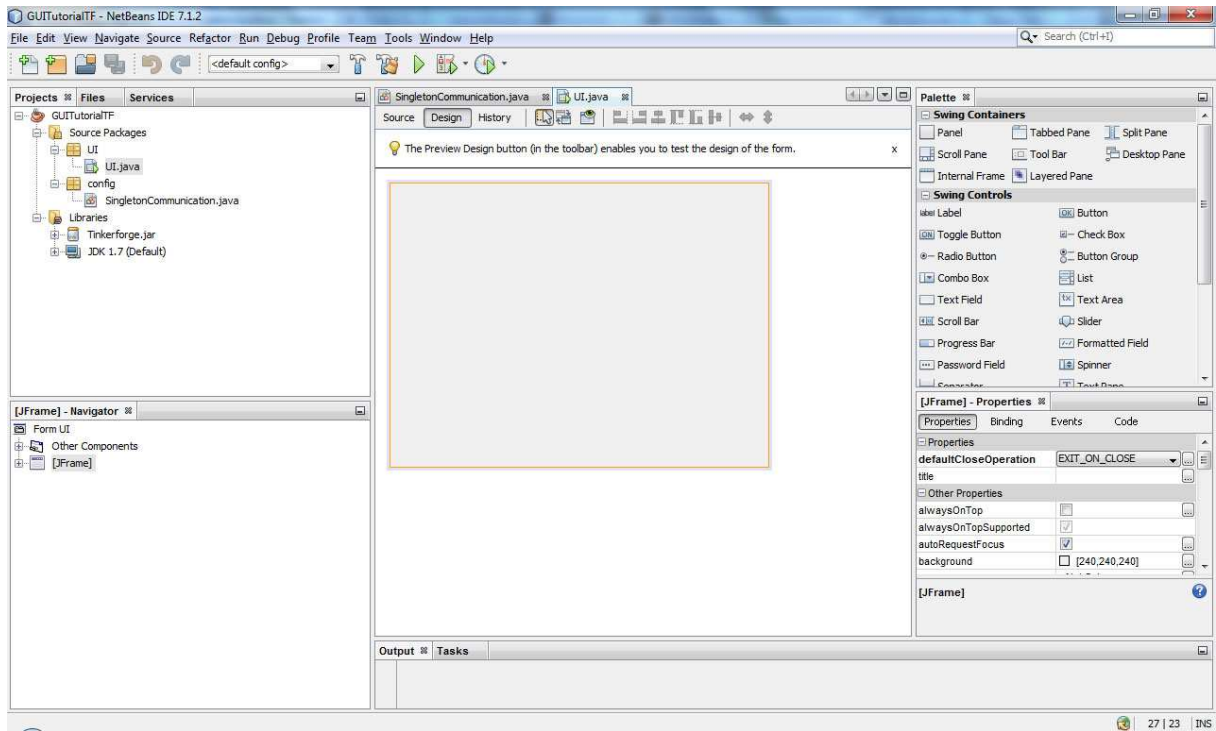 GUITutorialTF - NetBeans IDE 7.1.2
File Edit View Navigate Source Refactor Run Debug Profile Team Tools Window Help
Search (Ctrl+I)
<default config>
Projects Files Services
GUITutorialTF
Source Packages
UI
UI.java
config
SingletonCommunication.java
Libraries
Tinkerforge.jar
JDK 1.7 (Default)
[JFrame] - Navigator
Form UI
Other Components
[JFrame]
SingletonCommunication.java UI.java
Source Design History
The Preview Design button (in the toolbar) enables you to test the design of the form. x
Palette
Swing Containers
Panel Tabbed Pane Split Pane
Scroll Pane Tool Bar Desktop Pane
Internal Frame Layered Pane
Swing Controls
label Label OK Button
ON Toggle Button Check Box
Radio Button Button Group
Combo Box List
Text Field Text Area
Scroll Bar Slider
Progress Bar Formatted Field
Password Field Spinner
Separator Text Pane
[JFrame] - Properties
Properties Binding Events Code
Properties
defaultCloseOperation EXIT_ON_CLOSE ...
title ...
Other Properties
alwaysOnTop ...
alwaysOnTopSupported
autoRequestFocus ...
background [240,240,240] ...
[JFrame]
Output Tasks
27 | 23 INS